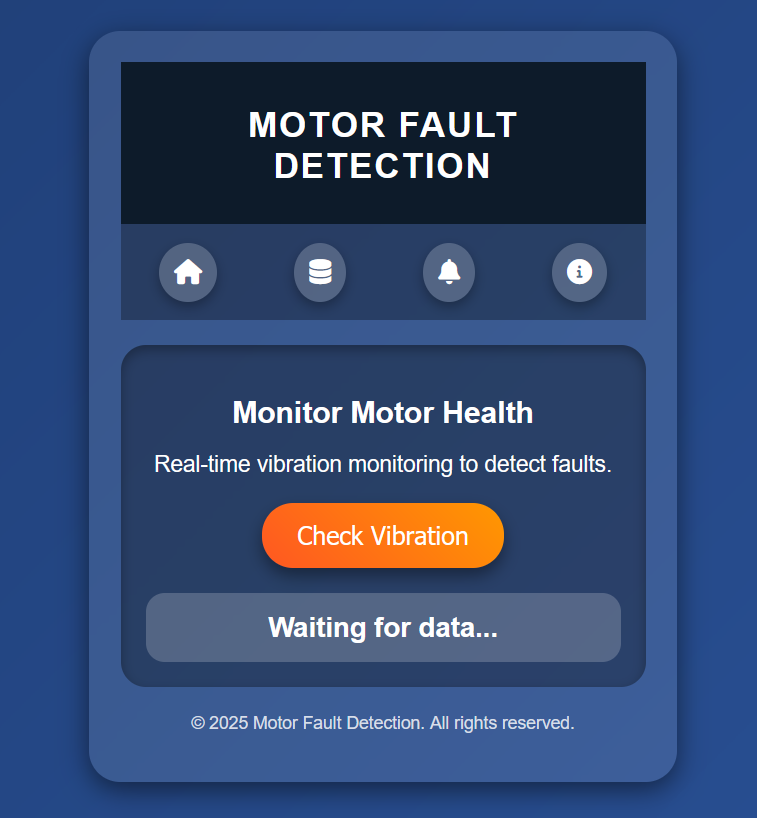 MOTOR FAULT
DETECTION
Monitor Motor Health
Real-time vibration monitoring to detect faults.
Check Vibration
Waiting for data...
© 2025 Motor Fault Detection. All rights reserved.